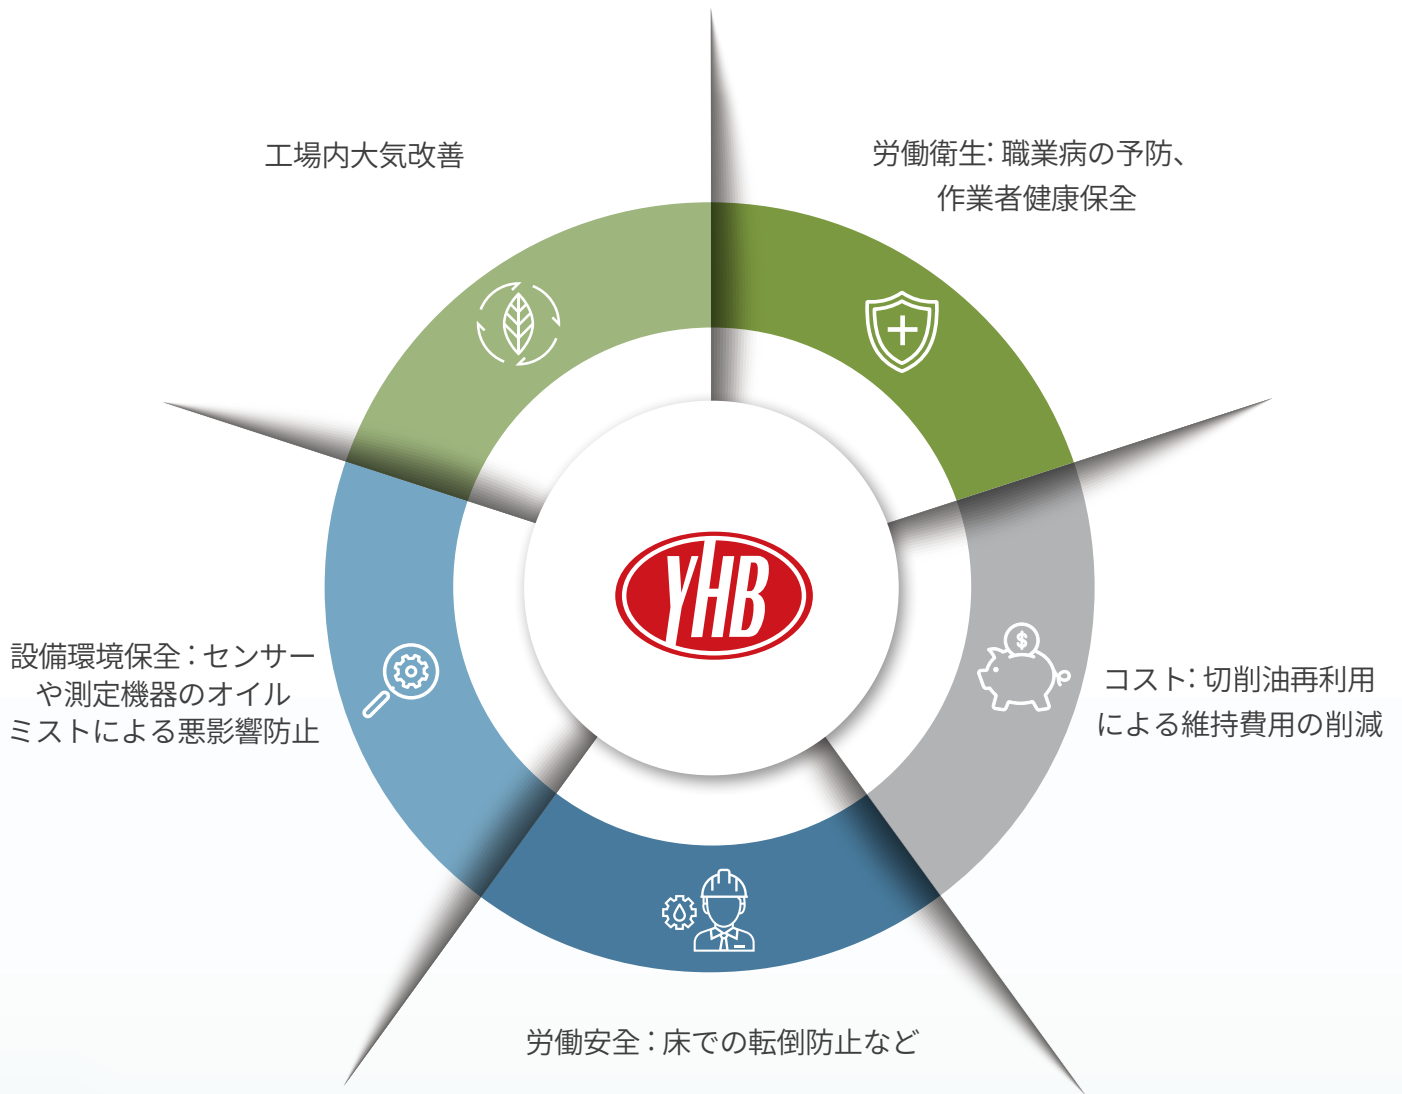 工場内大気改善
労働衛生：職業病の予防、
作業者健康保全
YHB
$
設備環境保全：センサー
や測定機器のオイル
ミストによる悪影響防止
コスト：切削油再利用
による維持費用の削減
労働安全：床での転倒防止など